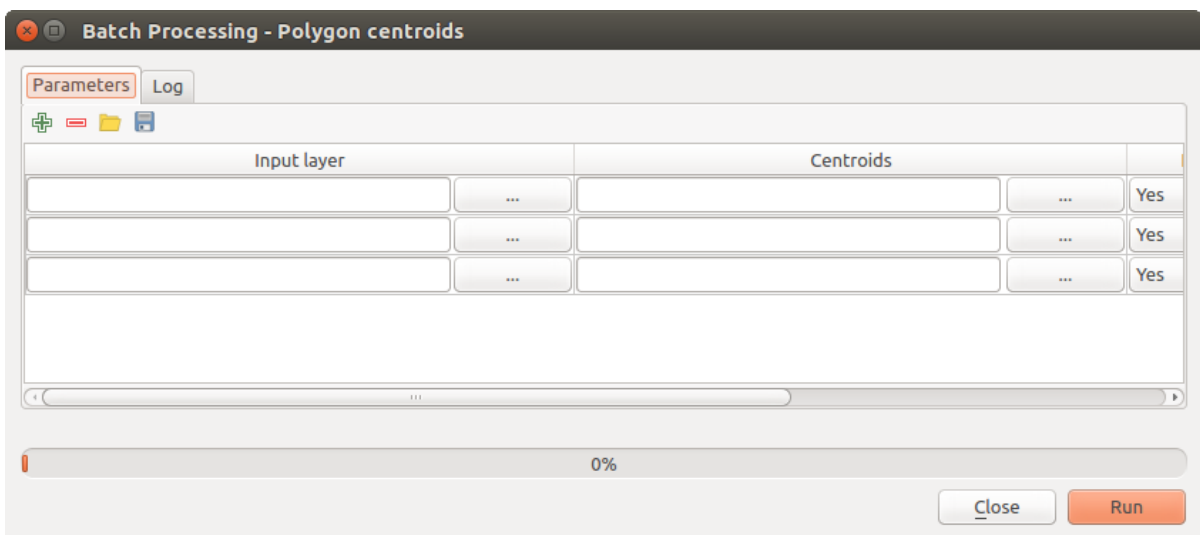 Batch Processing - Polygon centroids
Parameters Log
Input layer Centroids
... ... Yes
... ... Yes
... ... Yes
0%
Close Run